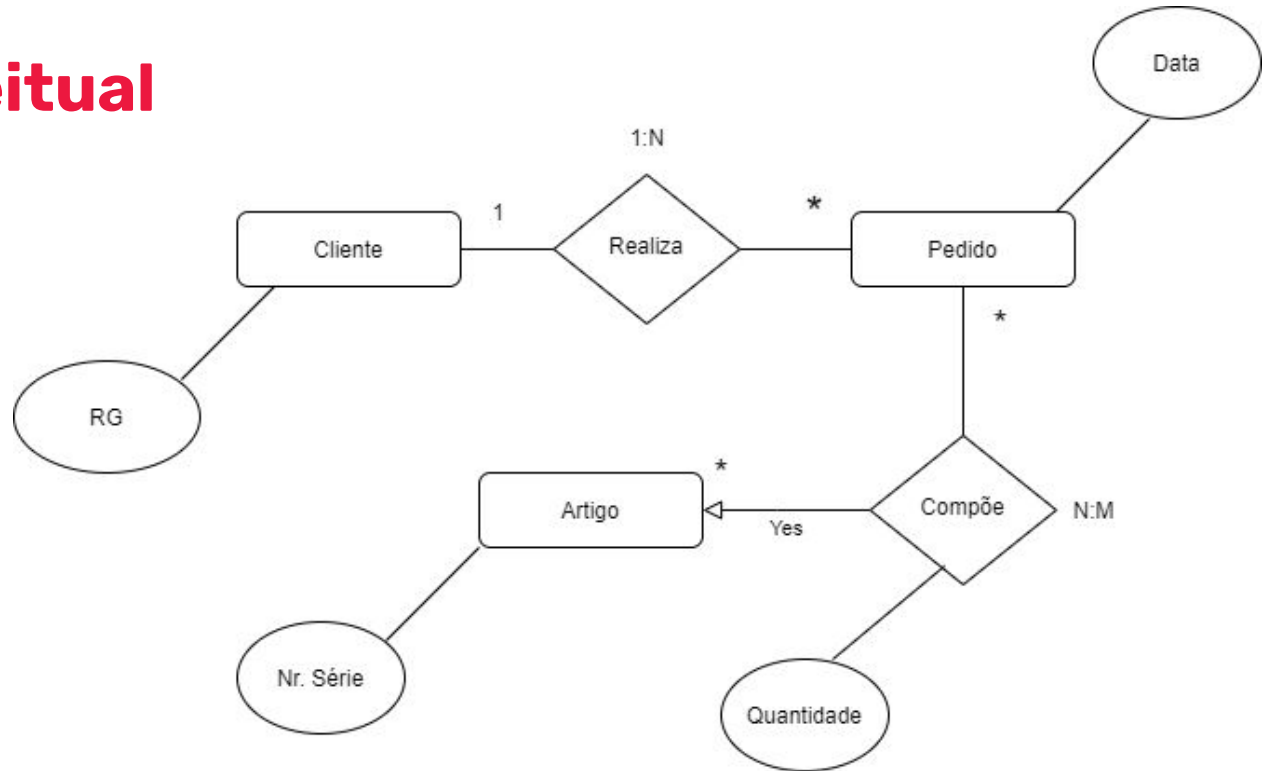 eitual
Data
1:N
Cliente
1
Realiza
*
Pedido
*
RG
Artigo
*
Yes
Compõe
N:M
Nr. Série
Quantidade